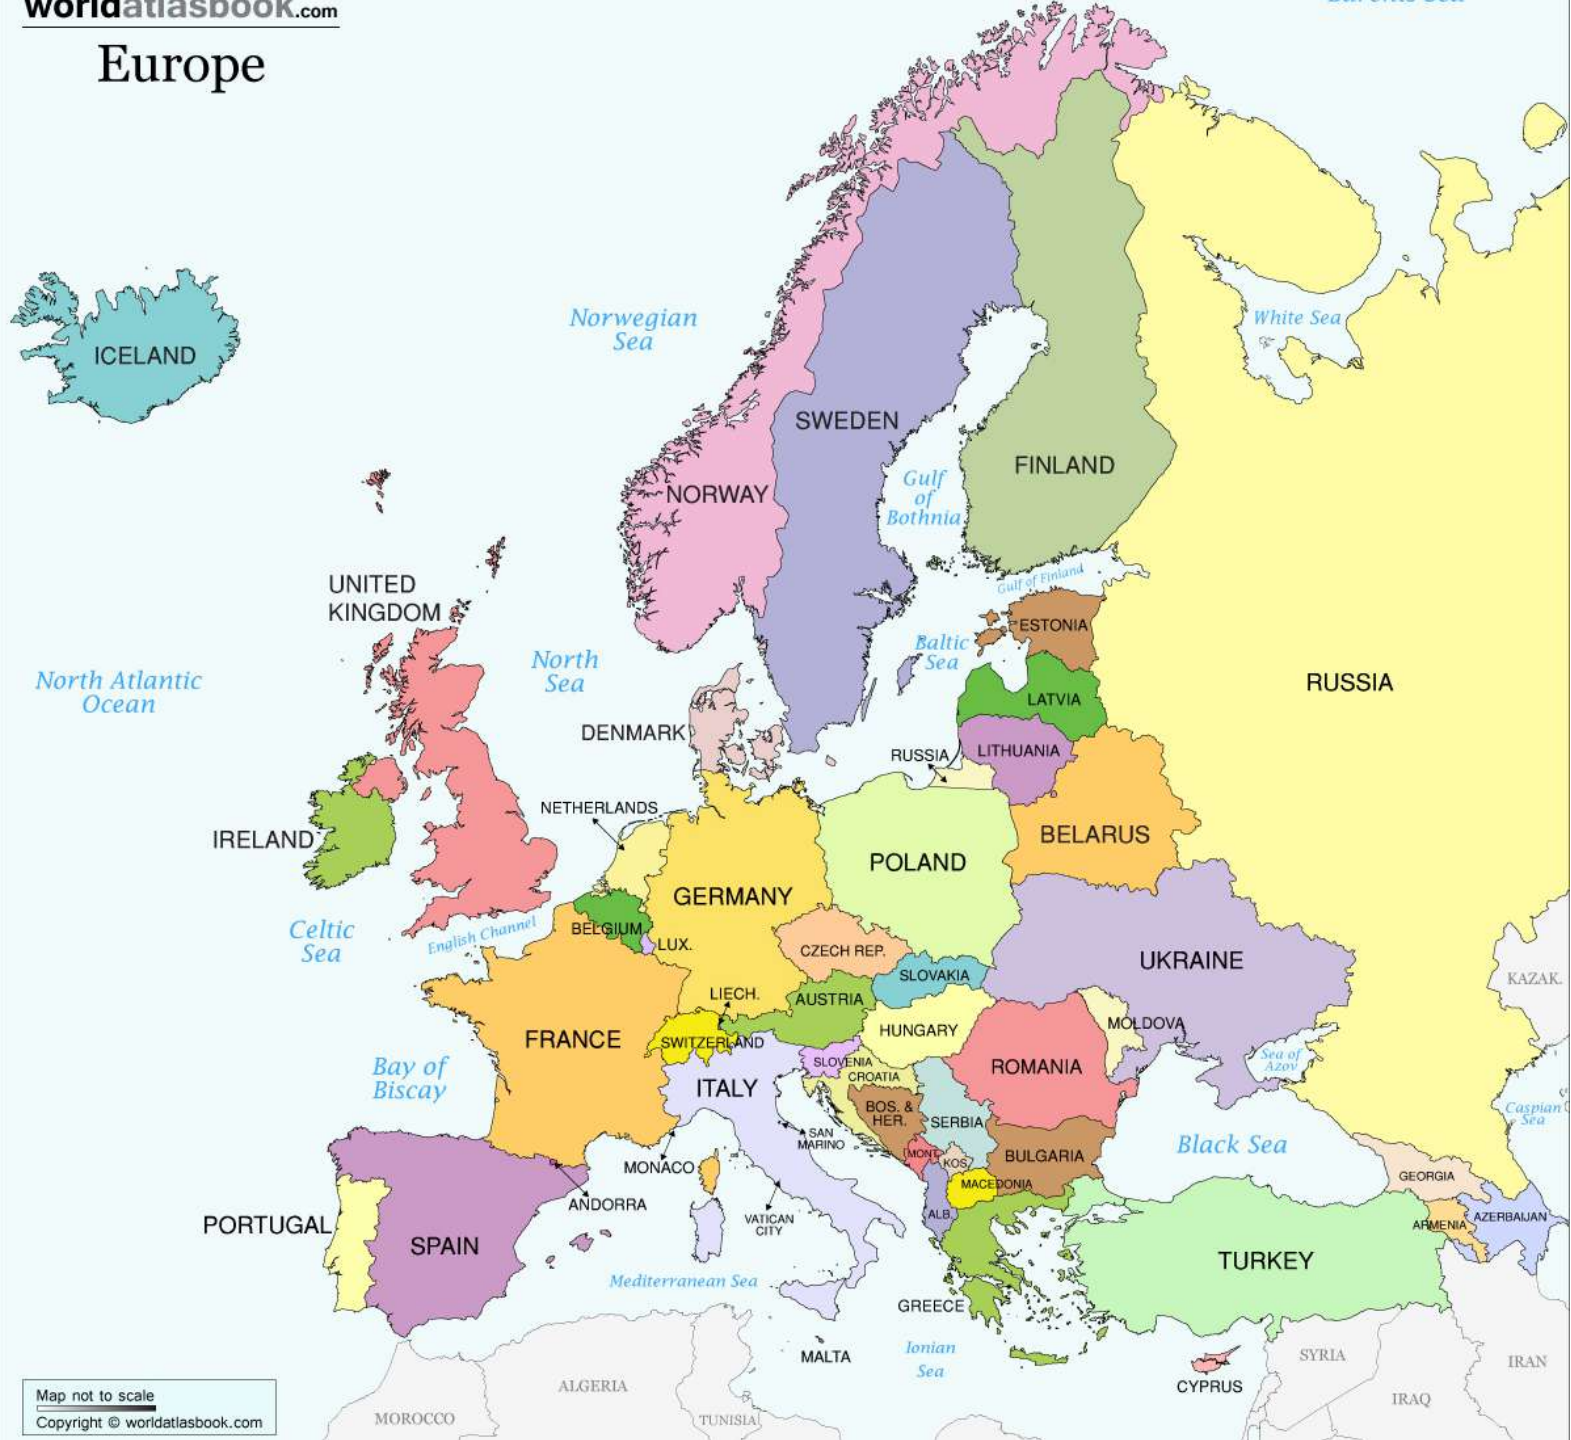 worldatlasbook.com
Europe
Barents Sea
ICELAND
Norwegian
Sea
White Sea
SWEDEN
FINLAND
NORWAY
Gulf
of
Bothnia
Gulf of Finland
UNITED
KINGDOM
ESTONIA
Baltic
Sea
North
Sea
North Atlantic
Ocean
RUSSIA
LATVIA
DENMARK
LITHUANIA
RUSSIA
NETHERLANDS
IRELAND
BELARUS
POLAND
GERMANY
English Channel
BELGIUM
Celtic
Sea
LUX.
CZECH REP.
UKRAINE
SLOVAKIA
KAZAK.
LIECH.
AUSTRIA
MOLDOVA
HUNGARY
FRANCE
SWITZERLAND
SLOVENIA
Sea of
Azov
ROMANIA
CROATIA
Bay of
Biscay
ITALY
BOS. &
HER.
SERBIA
Caspian
Sea
SAN
MARINO
Black Sea
MONT.
KOS.
BULGARIA
MONACO
GEORGIA
MACEDONIA
ANDORRA
ALB.
VATICAN
CITY
PORTUGAL
ARMENIA
AZERBAIJAN
SPAIN
TURKEY
Mediterranean Sea
GREECE
MALTA
Ionian
Sea
SYRIA
IRAN
CYPRUS
ALGERIA
IRAQ
MOROCCO
TUNISIA
Map not to scale
Copyright © worldatlasbook.com